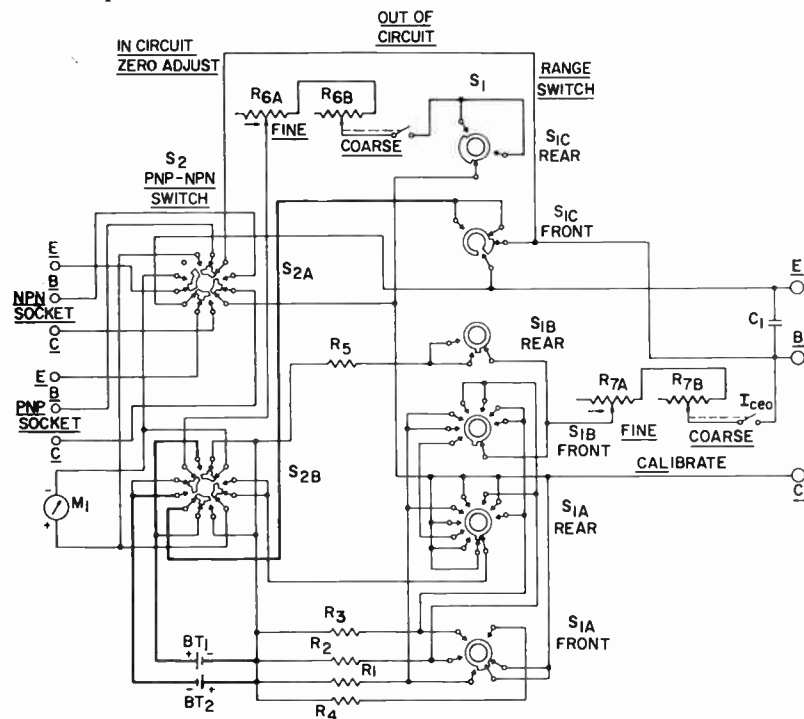 OUT OF
CIRCUIT
IN CIRCUIT
ZERO ADJUST
RANGE
SWITCH
R6A
R6B
S1
FINE
COARSE
S1C
REAR
S2
PNP-NPN
SWITCH
S1C
FRONT
E
B
NPN
SOCKET
C
S2A
E
C1
B
S1B
REAR
R5
E
B
PNP
SOCKET
C
R7A
R7B
ICEO
S1B
FRONT
FINE
COARSE
CALIBRATE
C
S2B
- M1 +
S1A
REAR
R3
S1A
FRONT
BT1
+ -
R2
R1
- +
BT2
R4